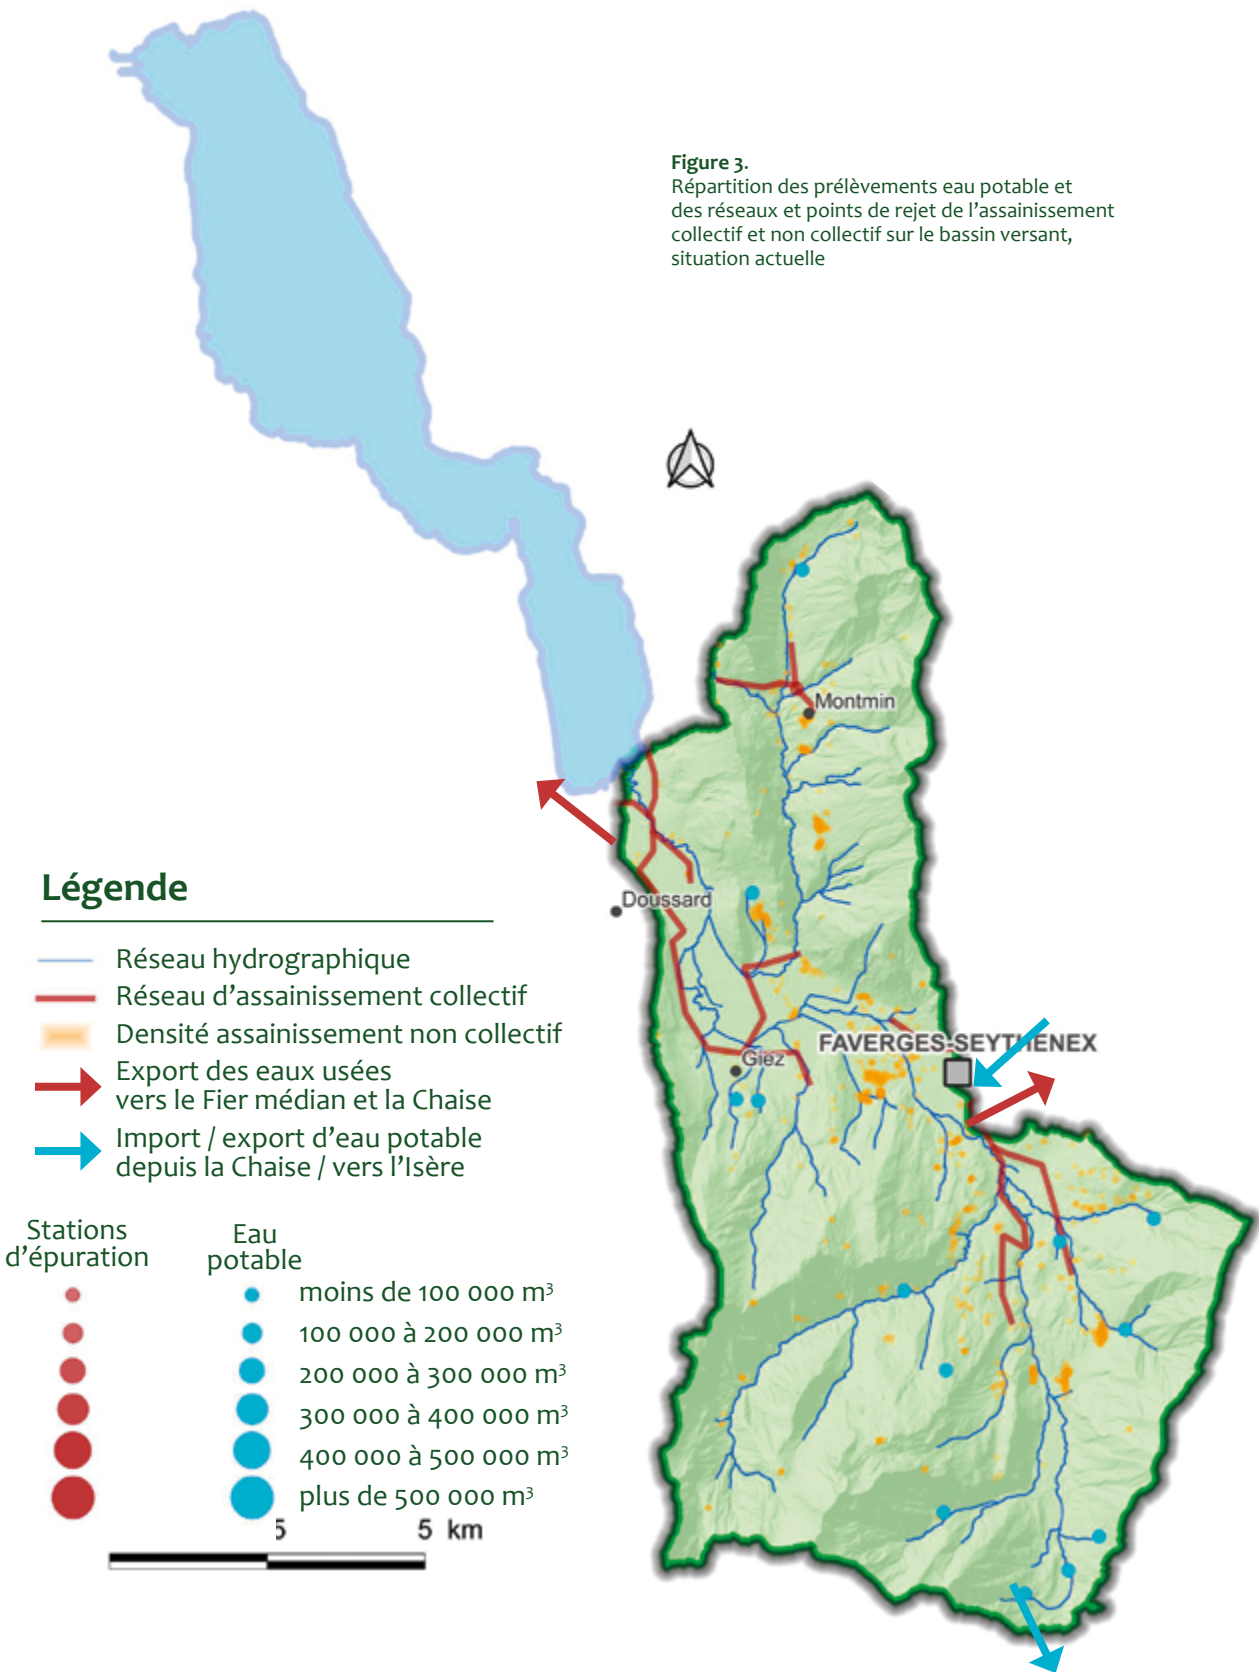 Figure 3.
Répartition des prélèvements eau potable et
des réseaux et points de rejet de l'assainissement
collectif et non collectif sur le bassin versant,
situation actuelle
Montmin
Doussard
FAVERGES-SEYTHENEX
Giez
Légende
Réseau hydrographique
Réseau d'assainissement collectif
Densité assainissement non collectif
Export des eaux usées
vers le Fier médian et la Chaise
Import / export d'eau potable
depuis la Chaise / vers l'Isère
Stations
d'épuration
Eau
potable
moins de 100 000 m³
100 000 à 200 000 m³
200 000 à 300 000 m³
300 000 à 400 000 m³
400 000 à 500 000 m³
plus de 500 000 m³
5 5 km